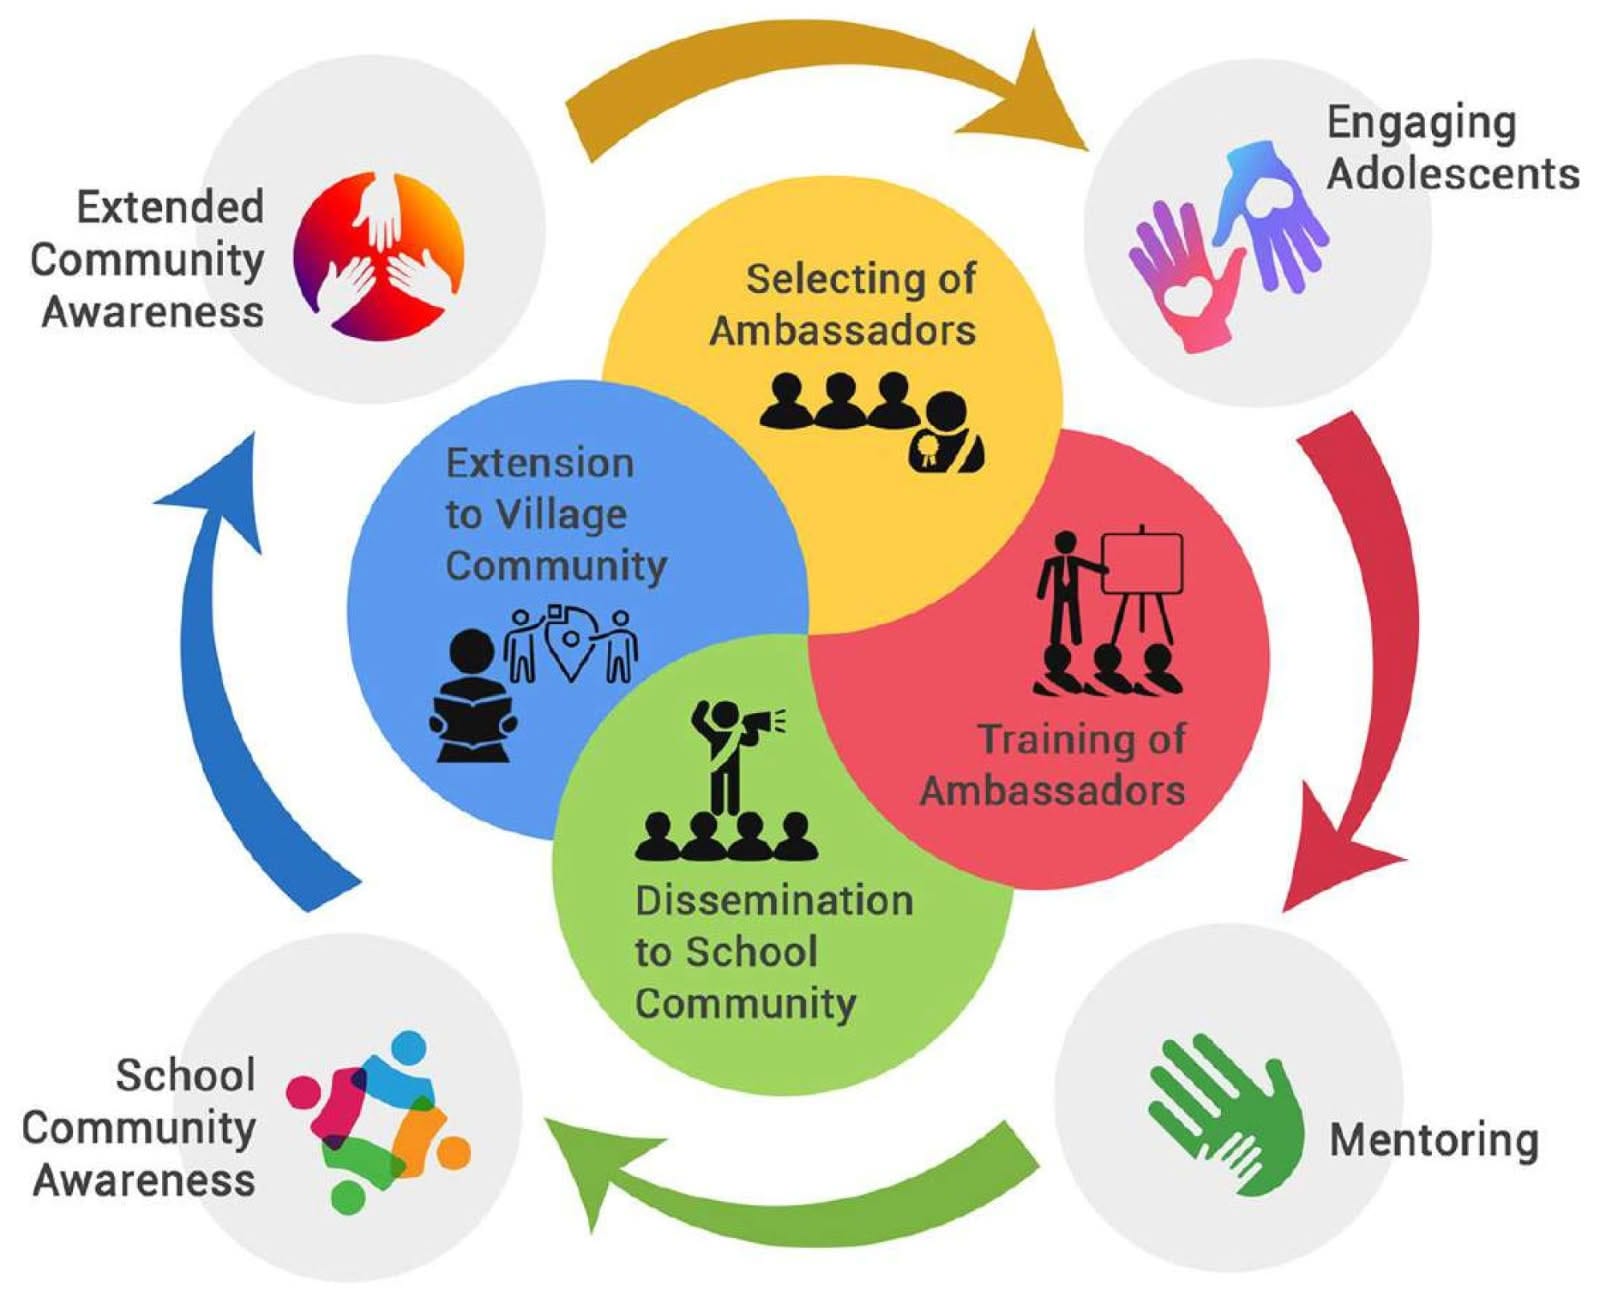 Extended
Community
Awareness
Engaging
Adolescents
Selecting of
Ambassadors
Extension
to Village
Community
Training of
Ambassadors
Dissemination
to School
Community
School
Community
Awareness
Mentoring